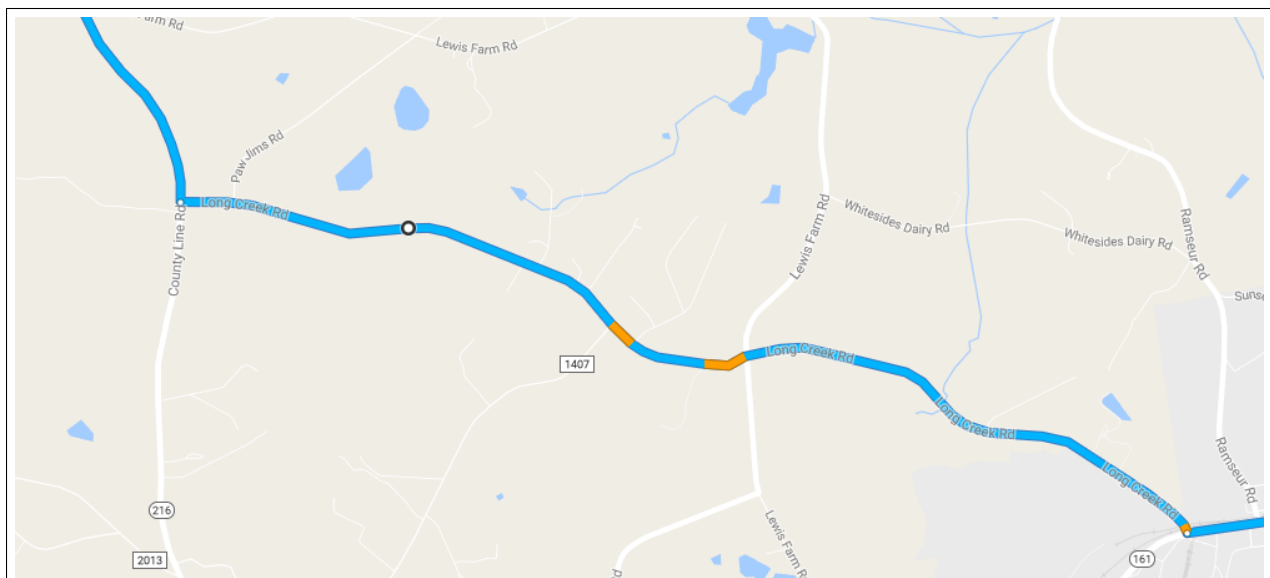 Farm Rd
Lewis Farm Rd
Paw Jims Rd
Long Creek Rd
County Line Rd
Lewis Farm Rd
Whitesides Dairy Rd
Whitesides Dairy Rd
Ramseur Rd
Sunse
1407
Long Creek Rd
Long Creek Rd
Long Creek Rd
Ramseur Rd
216
2013
Lewis Farm Rd
161